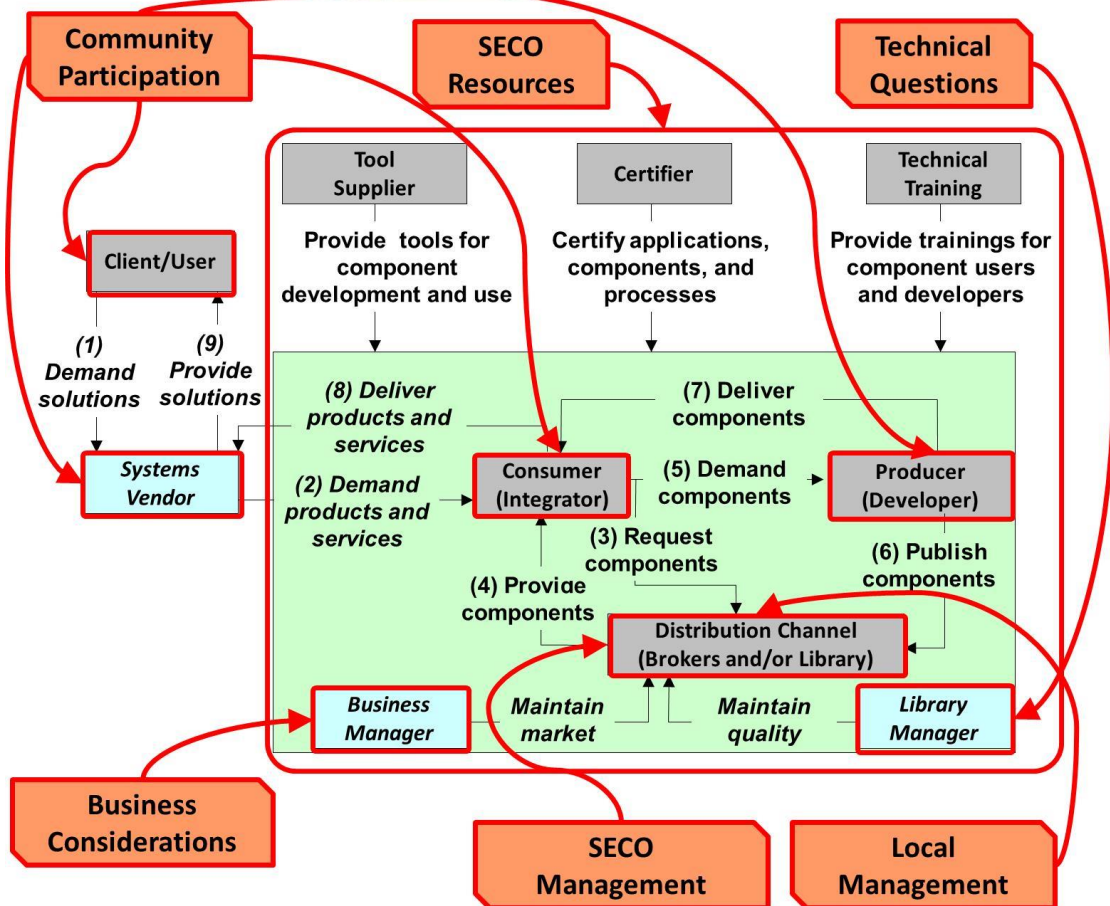 Community
Participation
SECO
Resources
Technical
Questions
Tool
Supplier
Certifier
Technical
Training
Provide tools for
component
development and use
Certify applications,
components, and
processes
Provide trainings for
component users
and developers
Client/User
(1)
Demand
solutions
(9)
Provide
solutions
(8) Deliver
products and
services
(7) Deliver
components
Systems
Vendor
(2) Demand
products and
services
Consumer
(Integrator)
(5) Demand
components
Producer
(Developer)
(3) Request
components
(6) Publish
components
(4) Provide
components
Distribution Channel
(Brokers and/or Library)
Business
Manager
Maintain
market
Maintain
quality
Library
Manager
Business
Considerations
SECO
Management
Local
Management